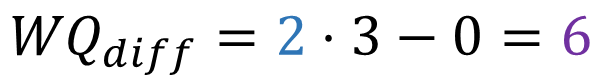 WQ_diff = 2 · 3 − 0 = 6